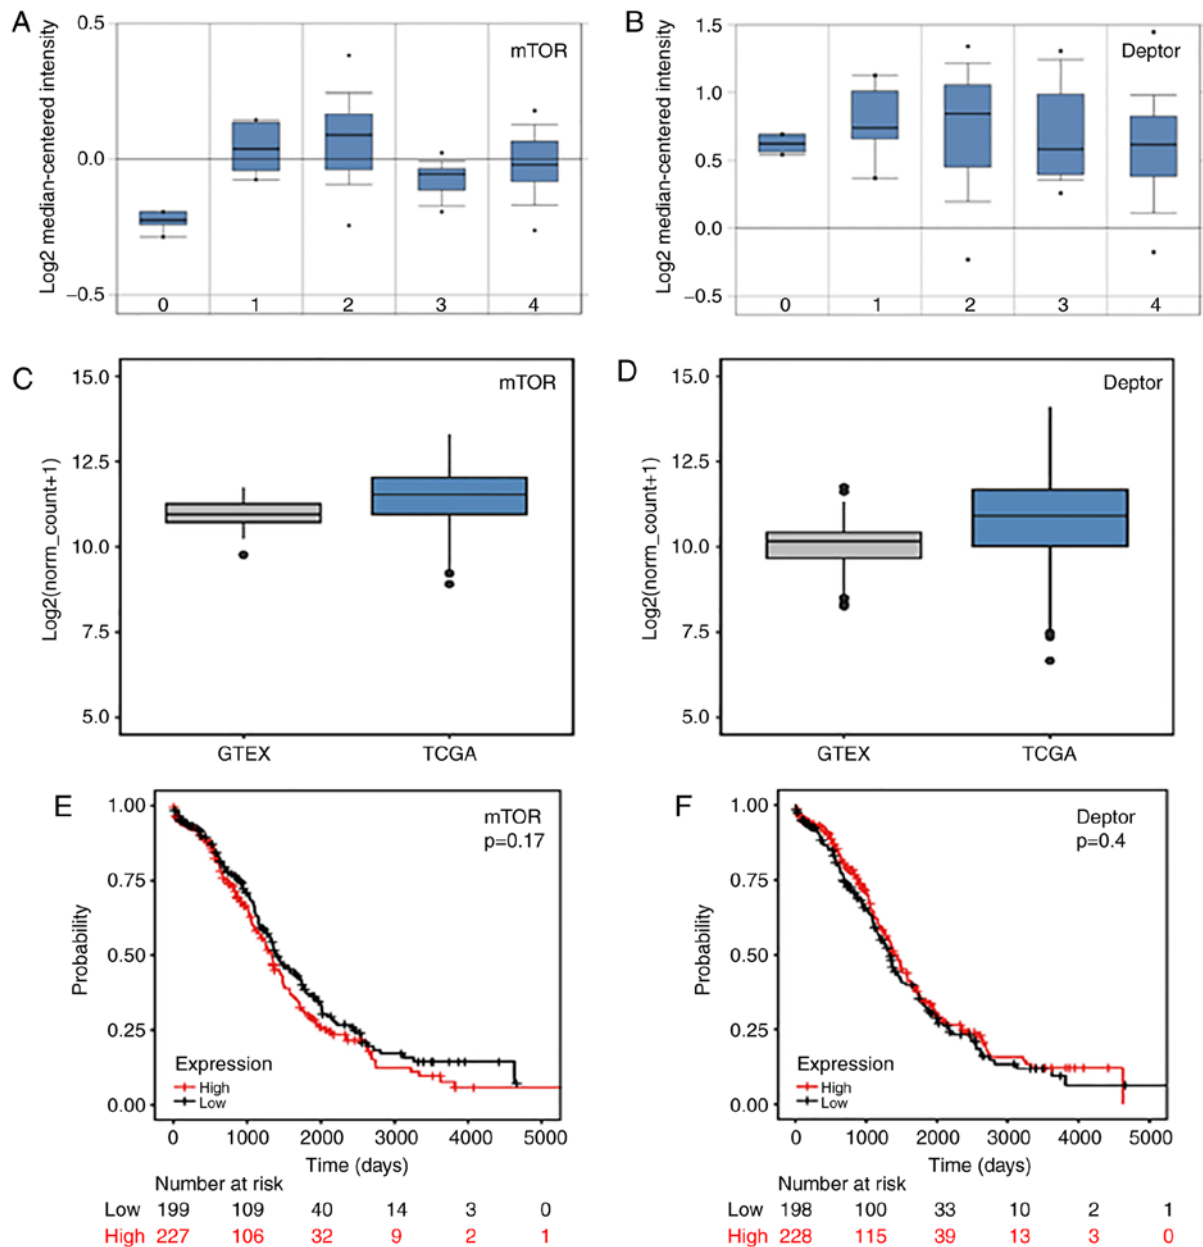 A
Log2 median-centered intensity
0.5
0.0
−0.5
mTOR
0 1 2 3 4
B
Log2 median-centered intensity
1.5
1.0
0.5
0.0
−0.5
Deptor
0 1 2 3 4
C
Log2(norm_count+1)
15.0
12.5
10.0
7.5
5.0
mTOR
GTEX TCGA
D
Log2(norm_count+1)
15.0
12.5
10.0
7.5
5.0
Deptor
GTEX TCGA
E
Probability
1.00
0.75
0.50
0.25
0.00
mTOR
p=0.17
Expression
High
Low
0 1000 2000 3000 4000 5000
Time (days)
Number at risk
Low 199 109 40 14 3 0
High 227 106 32 9 2 1
F
Probability
1.00
0.75
0.50
0.25
0.00
Deptor
p=0.4
Expression
High
Low
0 1000 2000 3000 4000 5000
Time (days)
Number at risk
Low 198 100 33 10 2 1
High 228 115 39 13 3 0